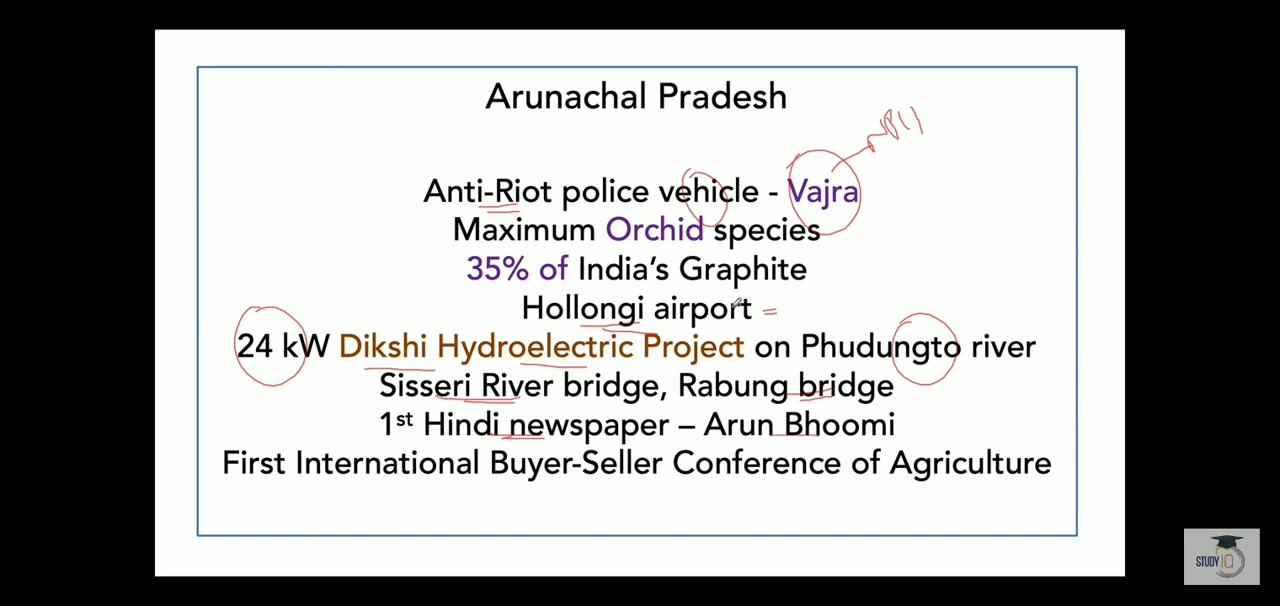 Arunachal Pradesh
Anti-Riot police vehicle - Vajra
Maximum Orchid species
35% of India's Graphite
Hollongi airport
24 kW Dikshi Hydroelectric Project on Phudungto river
Sisseri River bridge, Rabung bridge
1st Hindi newspaper – Arun Bhoomi
First International Buyer-Seller Conference of Agriculture
STUDY IQ